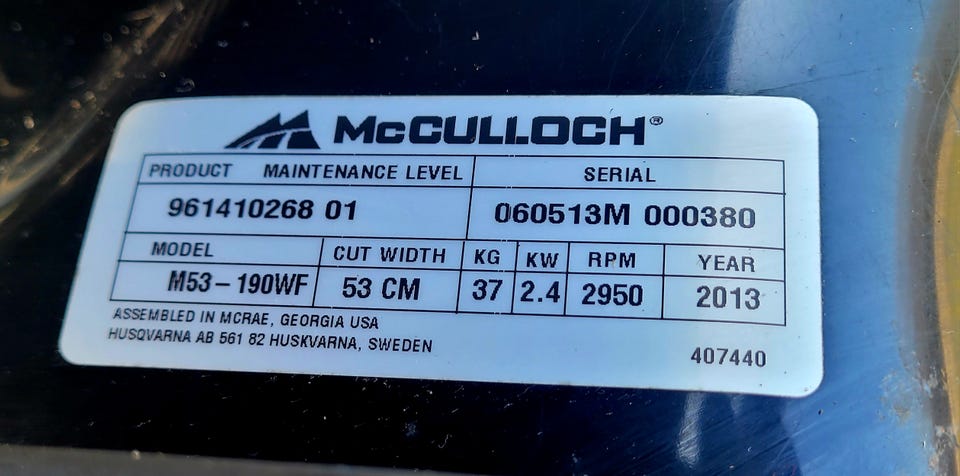 McCULLOCH®
PRODUCT MAINTENANCE LEVEL SERIAL
961410268 01 060513M 000380
MODEL CUT WIDTH KG KW RPM YEAR
M53-190WF 53 CM 37 2.4 2950 2013
ASSEMBLED IN MCRAE, GEORGIA USA
HUSQVARNA AB 561 82 HUSKVARNA, SWEDEN
407440